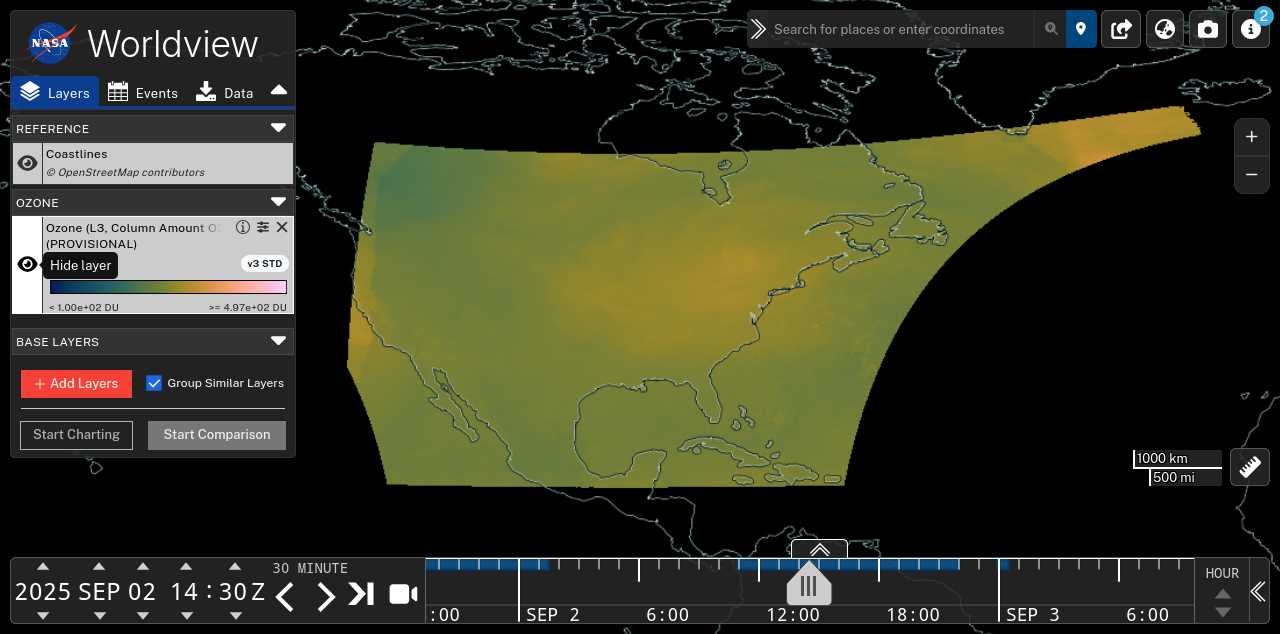 NASA Worldview
Search for places or enter coordinates
2
Layers Events Data
REFERENCE
Coastlines
© OpenStreetMap contributors
OZONE
Ozone (L3, Column Amount
(PROVISIONAL)
Hide layer
v3 STD
< 1.00e+02 DU >= 4.97e+02 DU
BASE LAYERS
+ Add Layers Group Similar Layers
Start Charting Start Comparison
+
−
1000 km
500 mi
2025 SEP 02 14 : 30 Z
30 MINUTE
:00 SEP 2 6:00 12:00 18:00 SEP 3 6:00
HOUR